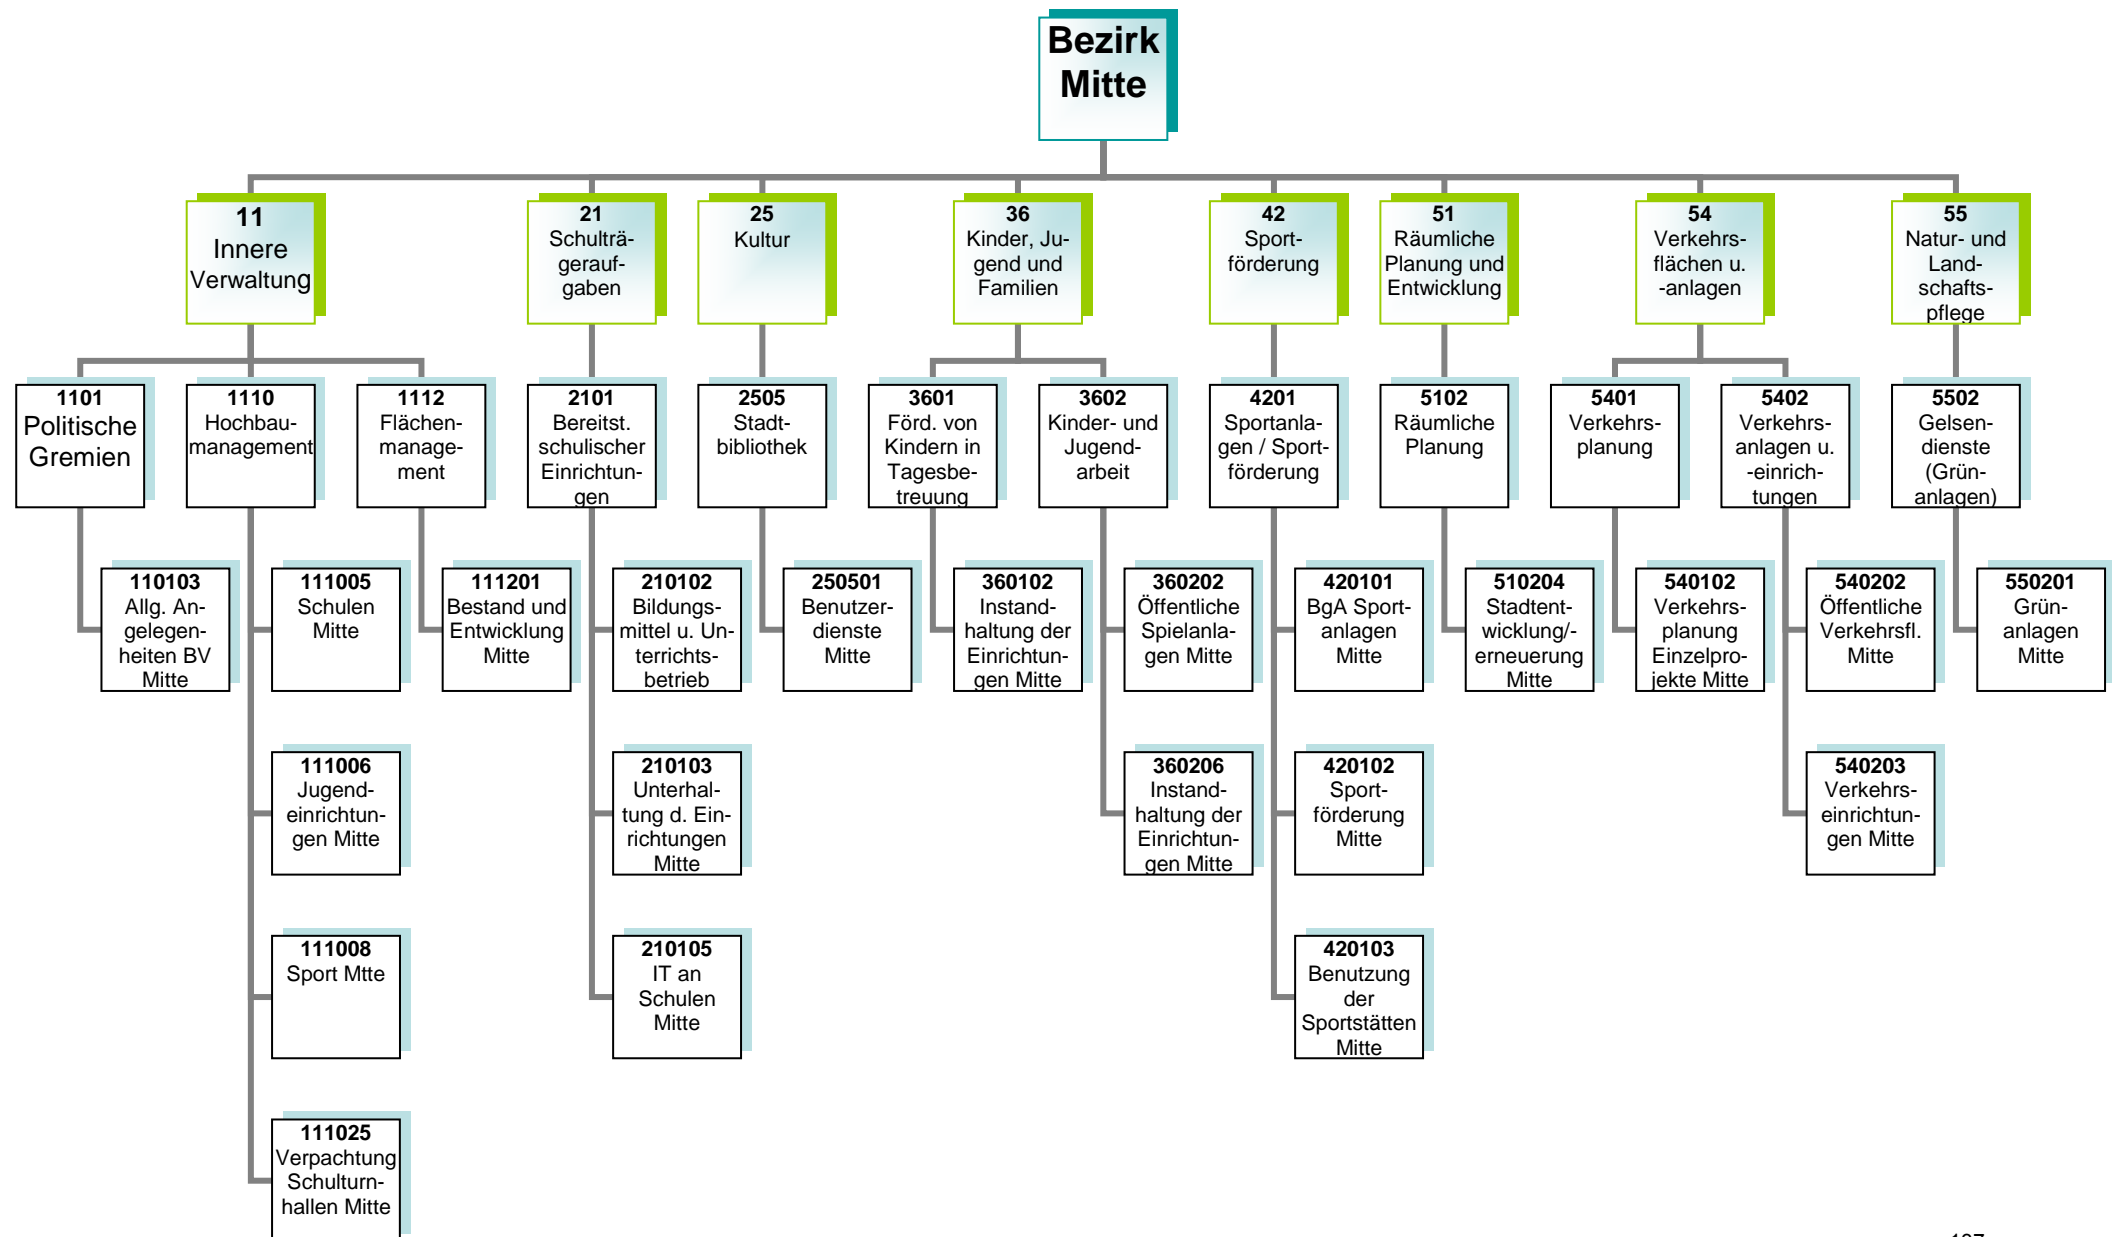 Bezirk
Mitte
11
Innere
Verwaltung
21
Schulträ-
gerauf-
gaben
25
Kultur
36
Kinder, Ju-
gend und
Familien
42
Sport-
förderung
51
Räumliche
Planung und
Entwicklung
54
Verkehrs-
flächen u.
-anlagen
55
Natur- und
Land-
schafts-
pflege
1101
Politische
Gremien
1110
Hochbau-
management
1112
Flächen-
manage-
ment
2101
Bereitst.
schulischer
Einrichtun-
gen
2505
Stadt-
bibliothek
3601
Förd. von
Kindern in
Tagesbe-
treuung
3602
Kinder- und
Jugend-
arbeit
4201
Sportanla-
gen / Sport-
förderung
5102
Räumliche
Planung
5401
Verkehrs-
planung
5402
Verkehrs-
anlagen u.
-einrich-
tungen
5502
Gelsen-
dienste
(Grün-
anlagen)
110103
Allg. An-
gelegen-
heiten BV
Mitte
111005
Schulen
Mitte
111201
Bestand und
Entwicklung
Mitte
210102
Bildungs-
mittel u. Un-
terrichts-
betrieb
250501
Benutzer-
dienste
Mitte
360102
Instand-
haltung der
Einrichtun-
gen Mitte
360202
Öffentliche
Spielanla-
gen Mitte
420101
BgA Sport-
anlagen
Mitte
510204
Stadtent-
wicklung/-
erneuerung
Mitte
540102
Verkehrs-
planung
Einzelpro-
jekte Mitte
540202
Öffentliche
Verkehrsfl.
Mitte
550201
Grün-
anlagen
Mitte
111006
Jugend-
einrichtun-
gen Mitte
210103
Unterhal-
tung d. Ein-
richtungen
Mitte
360206
Instand-
haltung der
Einrichtun-
gen Mitte
420102
Sport-
förderung
Mitte
540203
Verkehrs-
einrichtun-
gen Mitte
111008
Sport Mtte
210105
IT an
Schulen
Mitte
420103
Benutzung
der
Sportstätten
Mitte
111025
Verpachtung
Schulturn-
hallen Mitte